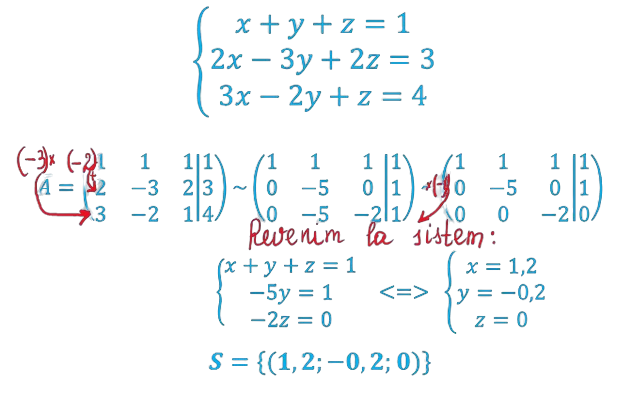 x + y + z = 1
2x − 3y + 2z = 3
3x − 2y + z = 4
(−3)× (−2)
A = (1 1 1|1 2 −3 2|3 3 −2 1|4) ~ (1 1 1|1 0 −5 0|1 0 −5 −2|1) ~ ×(−1) (1 1 1|1 0 −5 0|1 0 0 −2|0)
Revenim la sistem:
x + y + z = 1
−5y = 1
−2z = 0
<=>
x = 1,2
y = −0,2
z = 0
S = {(1, 2; −0, 2; 0)}